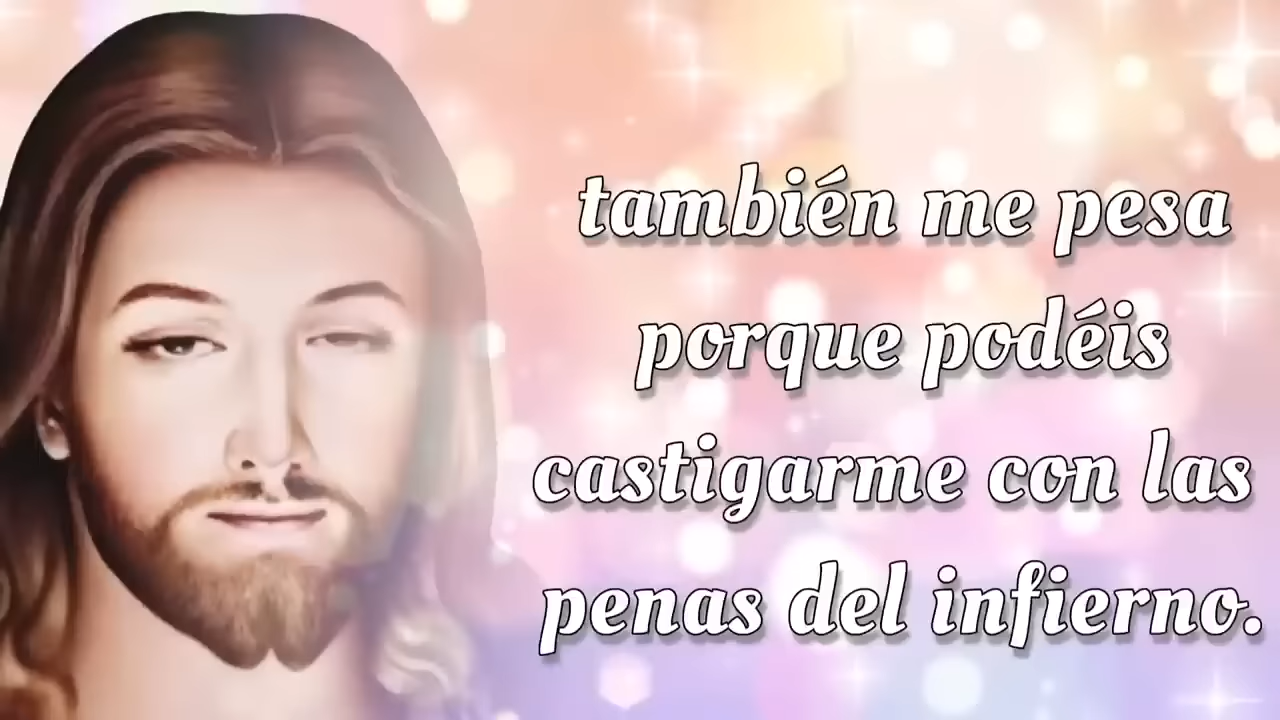 también me pesa
porque podéis
castigarme con las
penas del infierno.